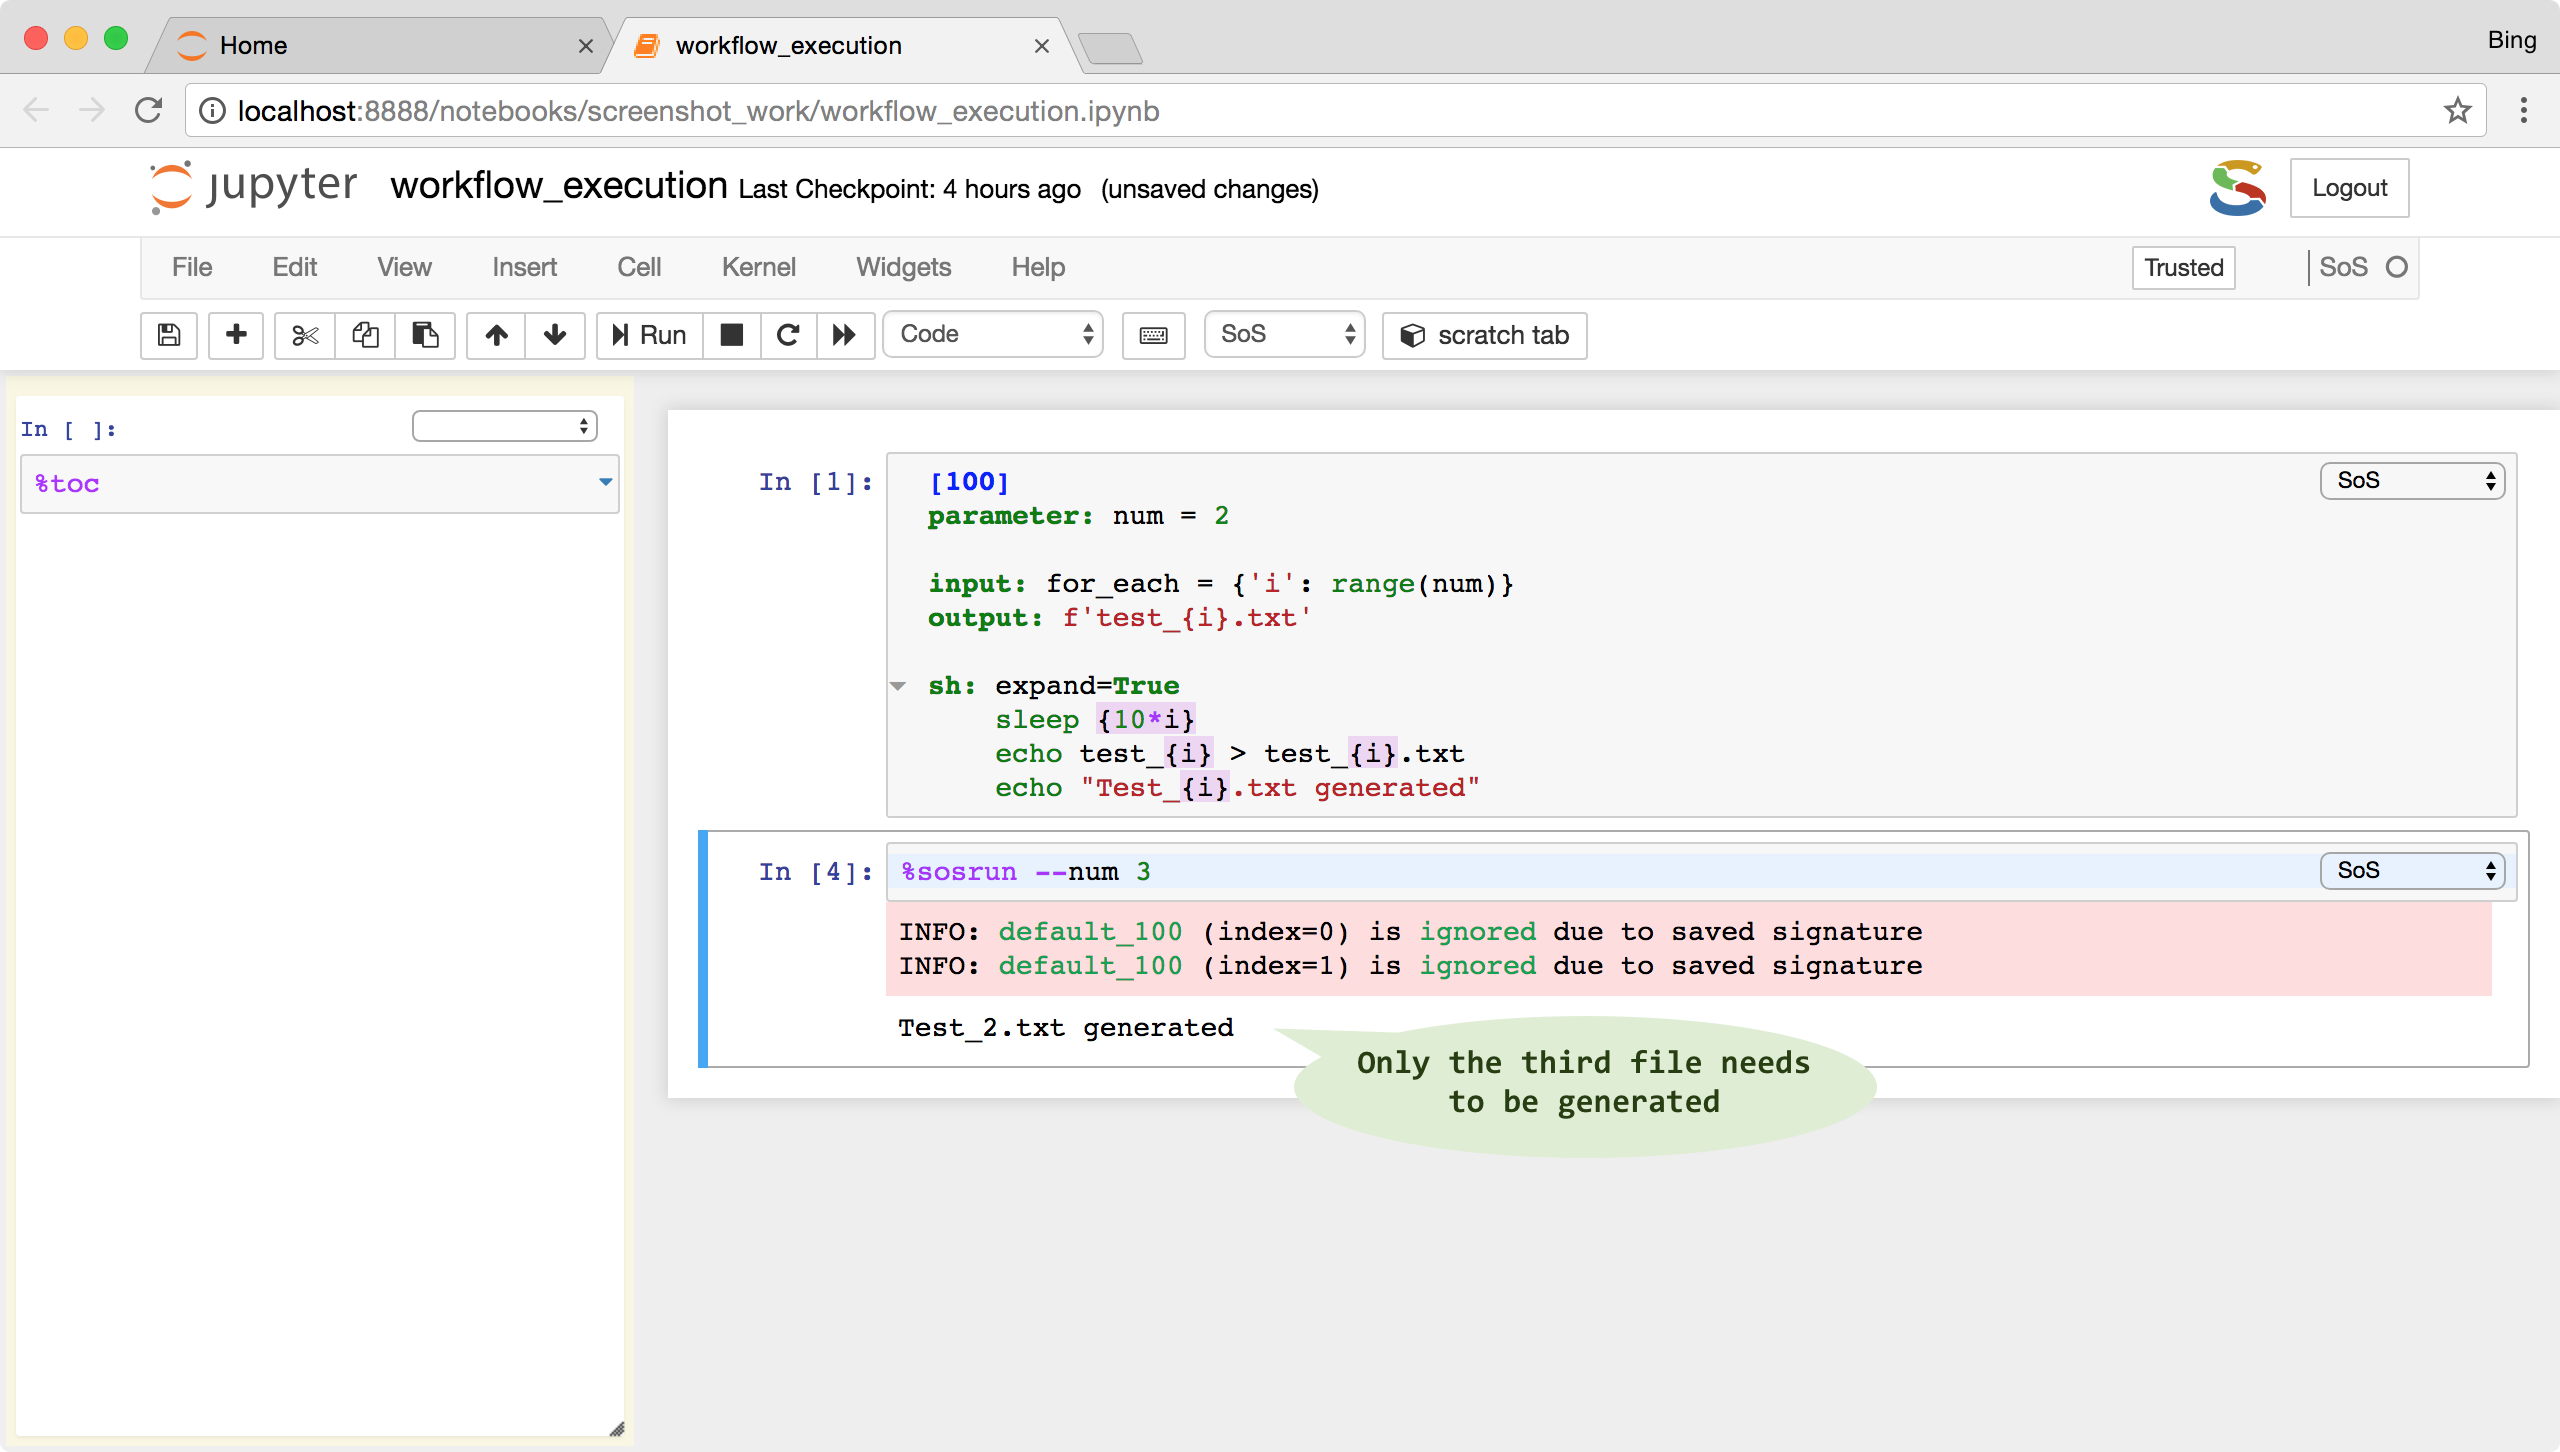 Home
workflow_execution
Bing
localhost:8888/notebooks/screenshot_work/workflow_execution.ipynb
jupyter workflow_execution Last Checkpoint: 4 hours ago (unsaved changes)
Logout
File Edit View Insert Cell Kernel Widgets Help
Trusted
SoS
Run
Code
SoS
scratch tab
In [ ]:
%toc
In [1]:
[100]
SoS
parameter: num = 2
input: for_each = {'i': range(num)}
output: f'test_{i}.txt'
sh: expand=True
sleep {10*i}
echo test_{i} > test_{i}.txt
echo "Test_{i}.txt generated"
In [4]:
%sosrun --num 3
SoS
INFO: default_100 (index=0) is ignored due to saved signature
INFO: default_100 (index=1) is ignored due to saved signature
Test_2.txt generated
Only the third file needs
to be generated